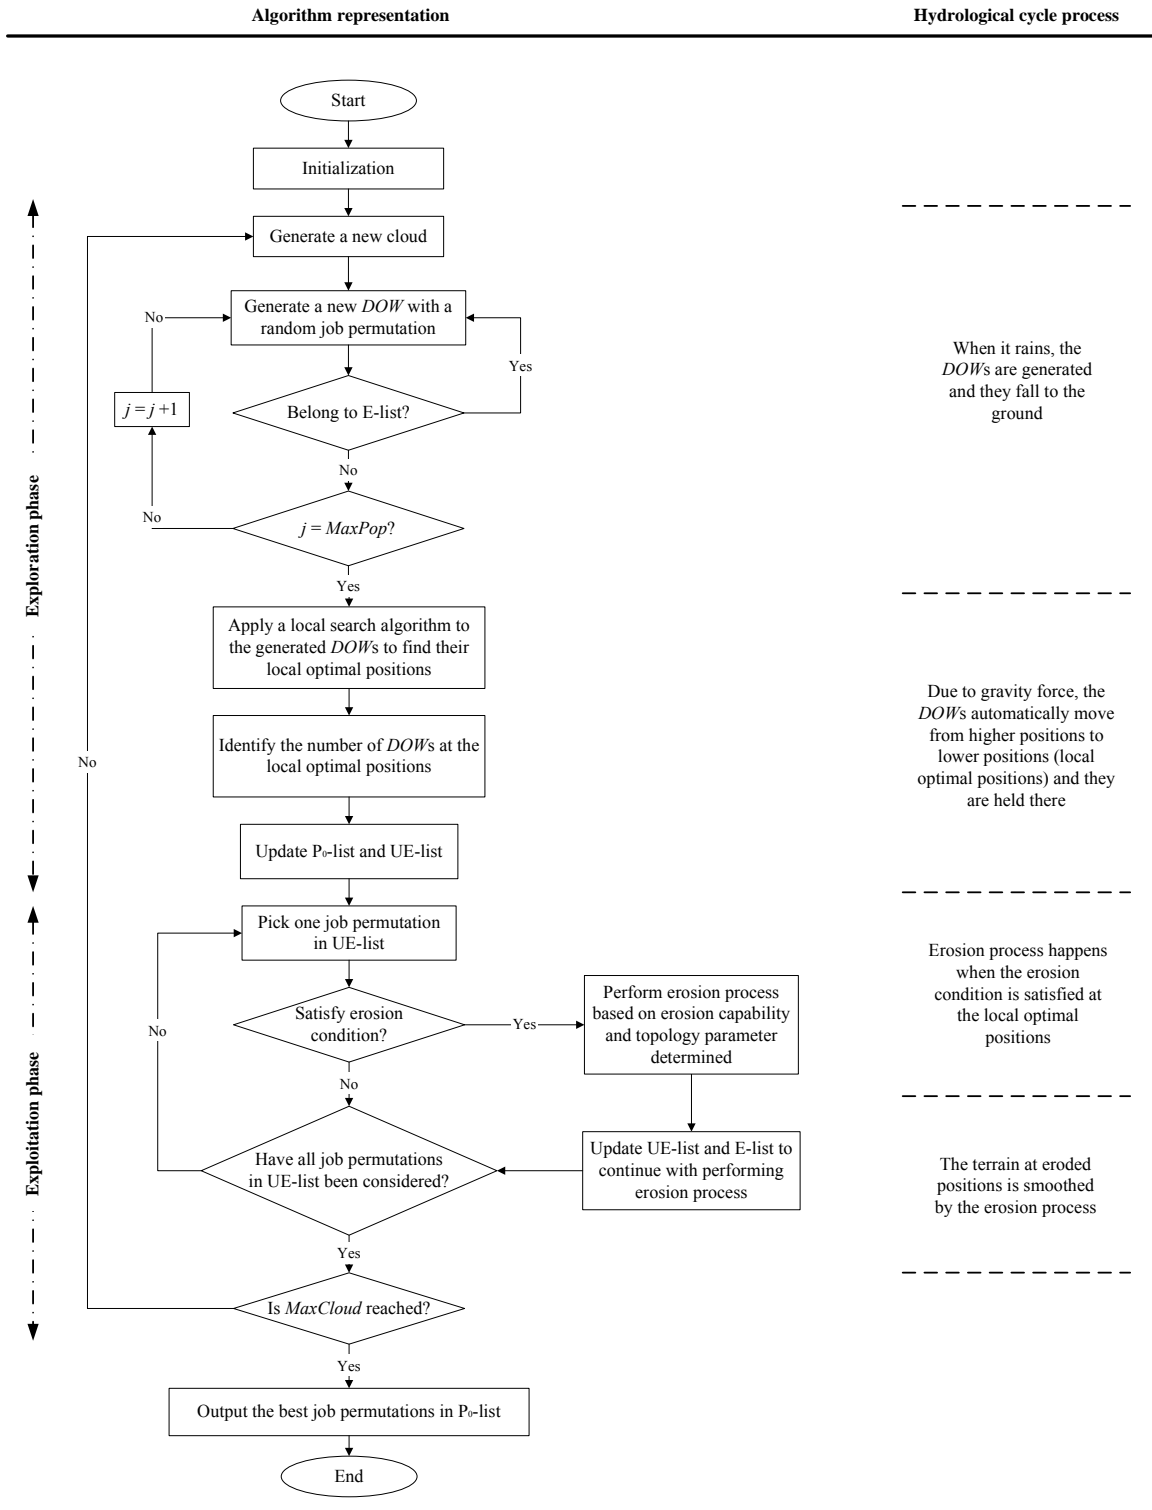 Algorithm representation
Hydrological cycle process
Start
Initialization
Generate a new cloud
Generate a new DOW with a
random job permutation
No
Yes
j = j +1
Belong to E-list?
No
j = MaxPop?
No
Yes
When it rains, the
DOWs are generated
and they fall to the
ground
Exploration phase
Apply a local search algorithm to
the generated DOWs to find their
local optimal positions
Identify the number of DOWs at the
local optimal positions
Update P₀-list and UE-list
No
Due to gravity force, the
DOWs automatically move
from higher positions to
lower positions (local
optimal positions) and they
are held there
Pick one job permutation
in UE-list
Satisfy erosion
condition?
Yes
No
No
Perform erosion process
based on erosion capability
and topology parameter
determined
Erosion process happens
when the erosion
condition is satisfied at
the local optimal
positions
Exploitation phase
Have all job permutations
in UE-list been considered?
Update UE-list and E-list to
continue with performing
erosion process
The terrain at eroded
positions is smoothed
by the erosion process
Yes
Is MaxCloud reached?
Yes
Output the best job permutations in P₀-list
End